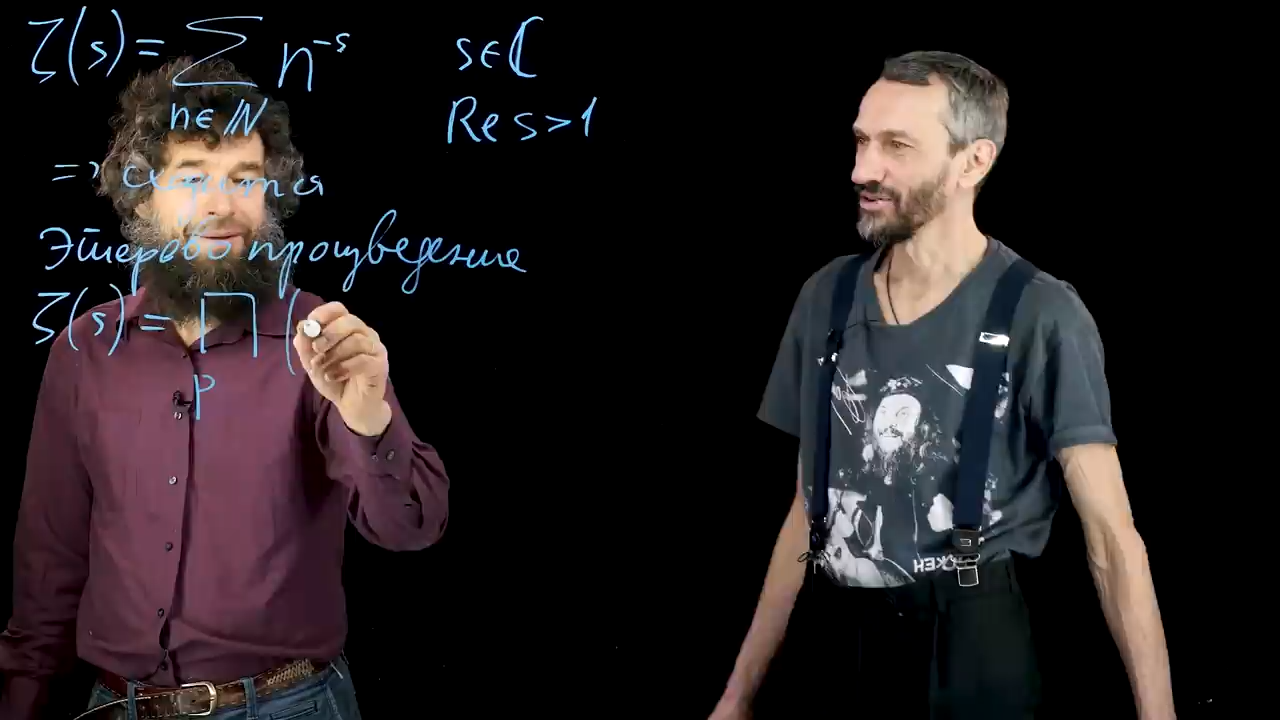 ζ(s) = ∑ n⁻ˢ s∈ℂ
n∈ℕ Re s>1
=> сходится
Эйлерово произведение
ζ(s) = ∏ (
p